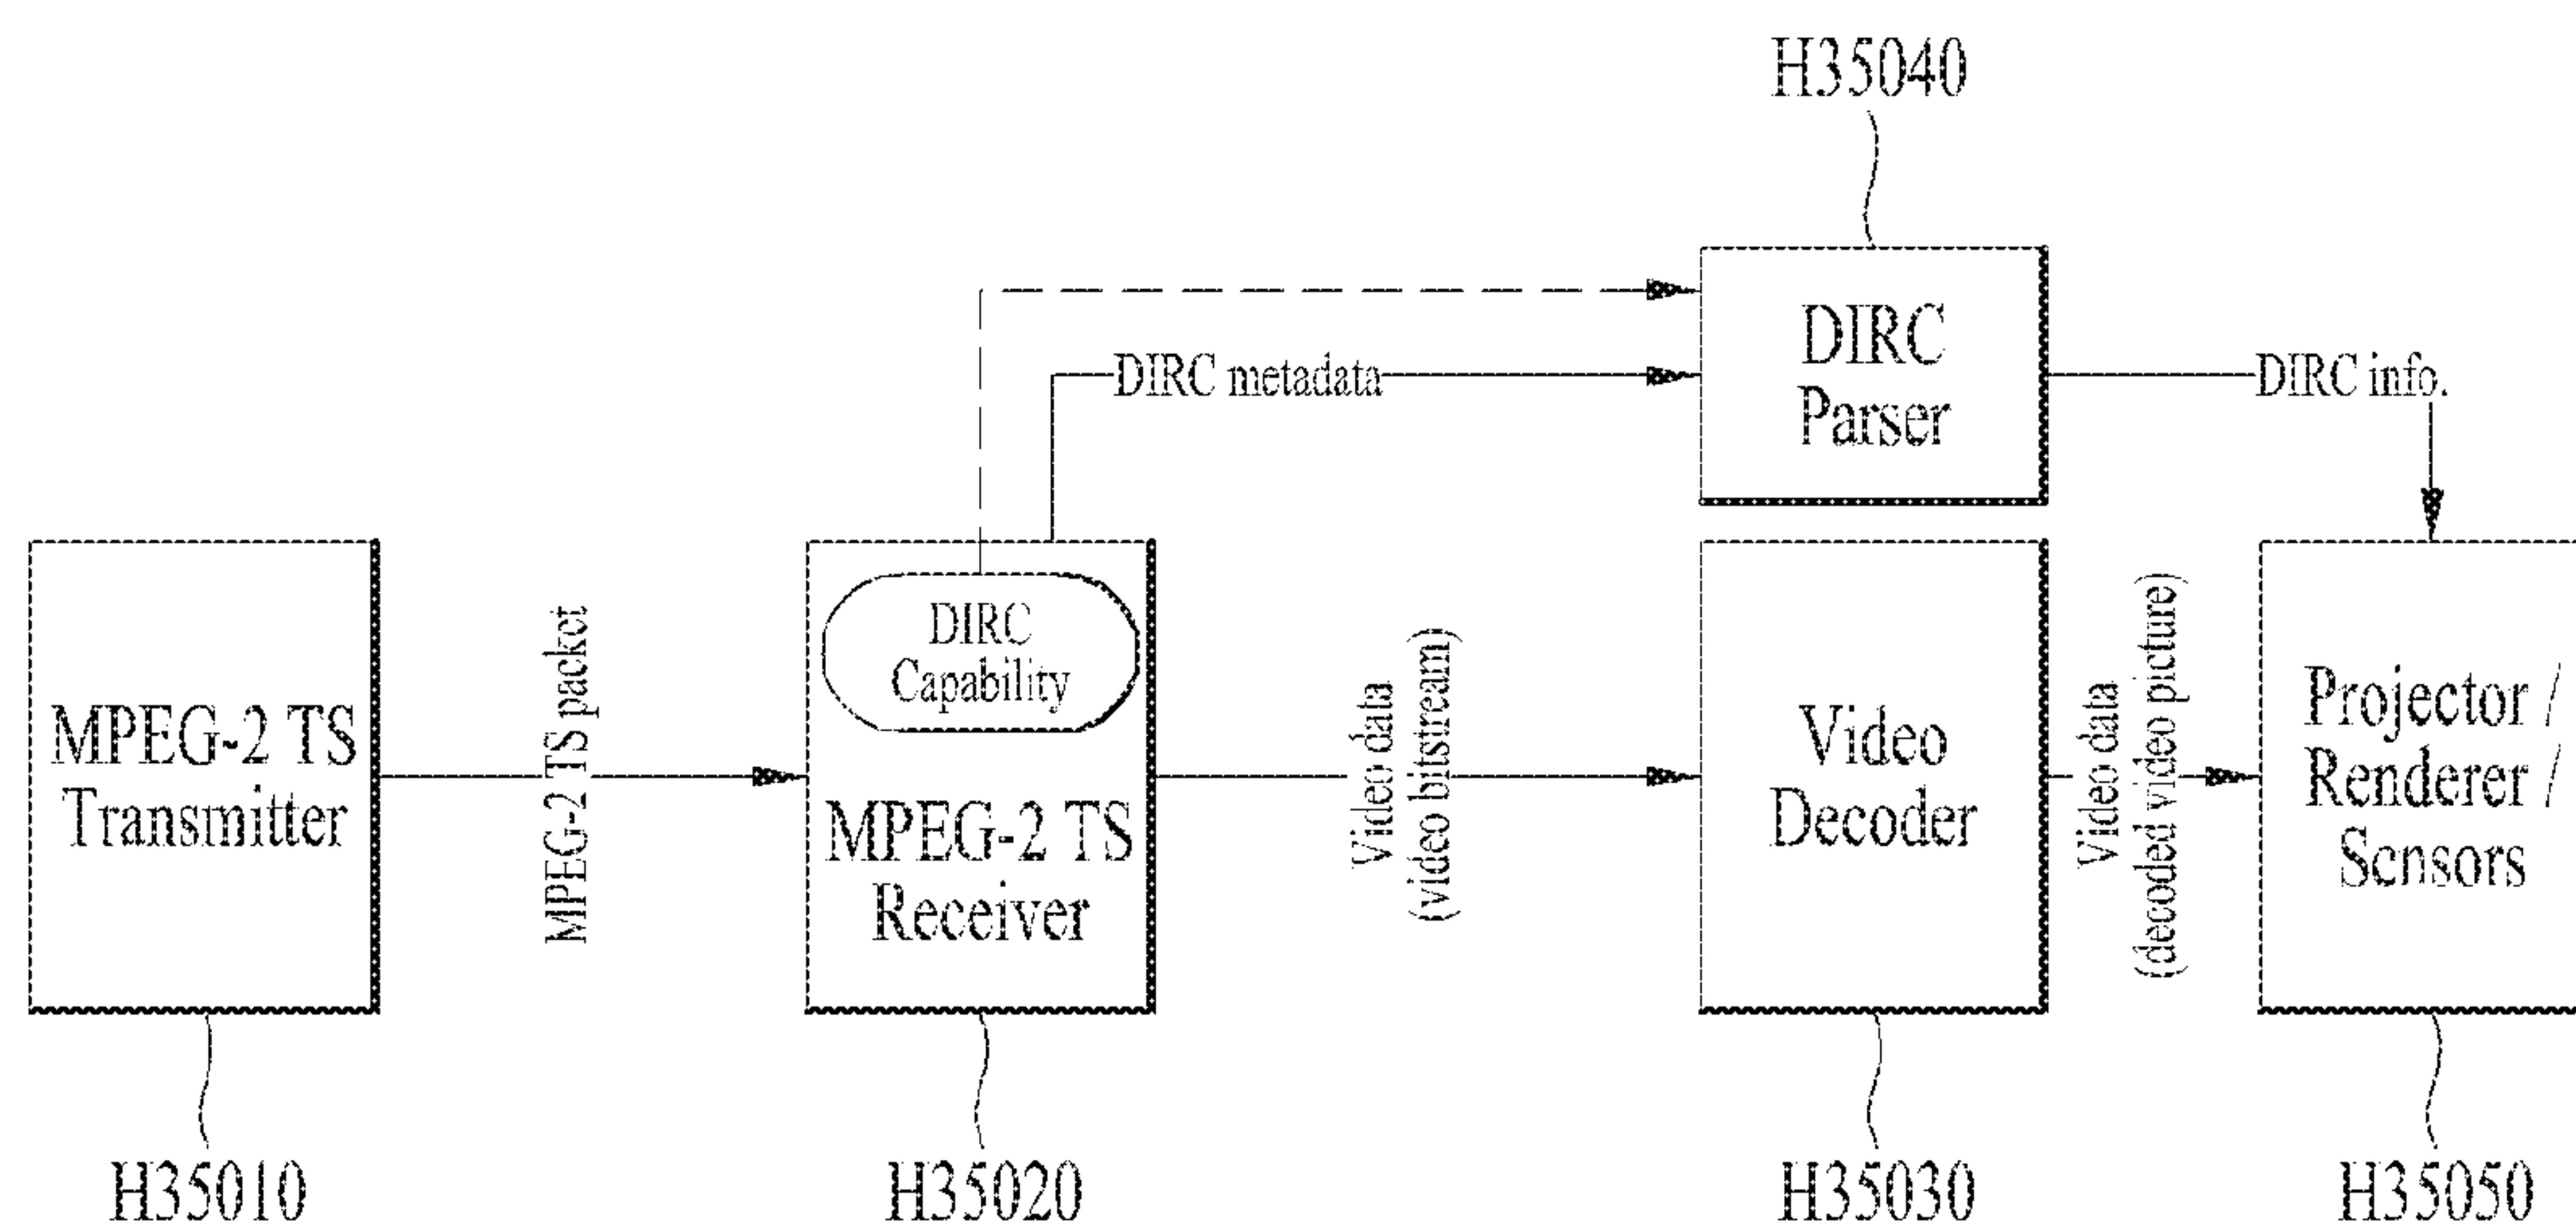 H35040
DIRC
Parser
DIRC metadata
DIRC info.
MPEG-2 TS
Transmitter
MPEG-2 TS packet
DIRC
Capability
MPEG-2 TS
Receiver
Video data
(video bitstream)
Video
Decoder
Video data
(decoded video picture)
Projector /
Renderer /
Sensors
H35010
H35020
H35030
H35050